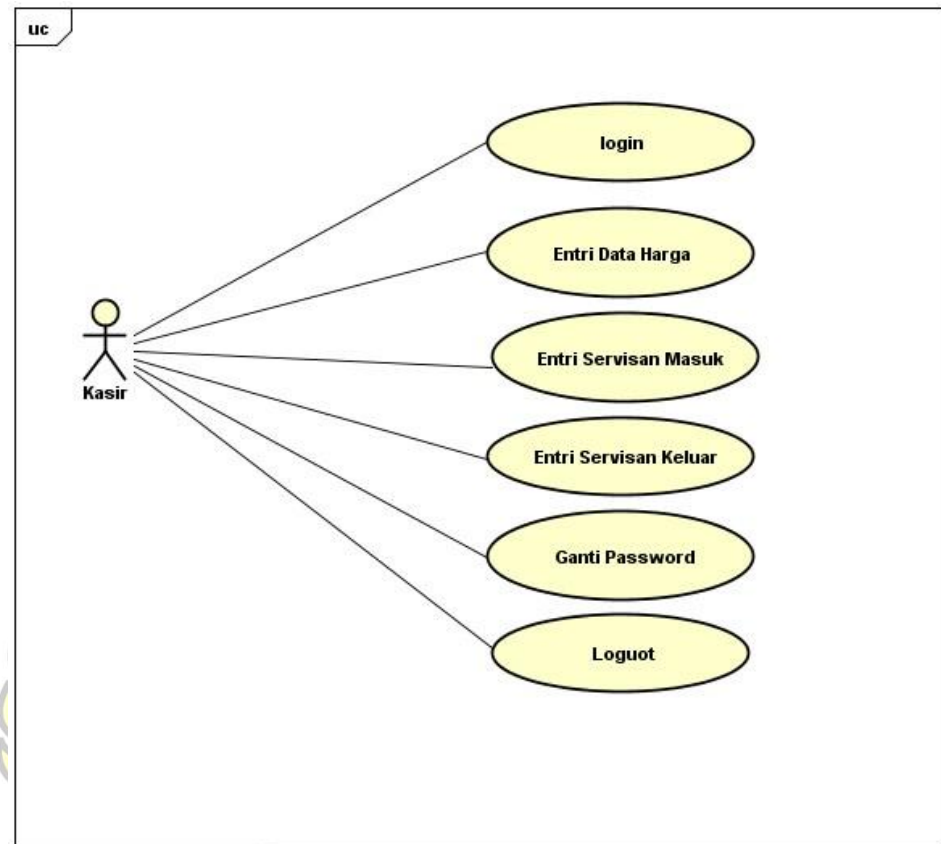 uc
login
Entri Data Harga
Entri Servisan Masuk
Kasir
Entri Servisan Keluar
Ganti Password
Loguot